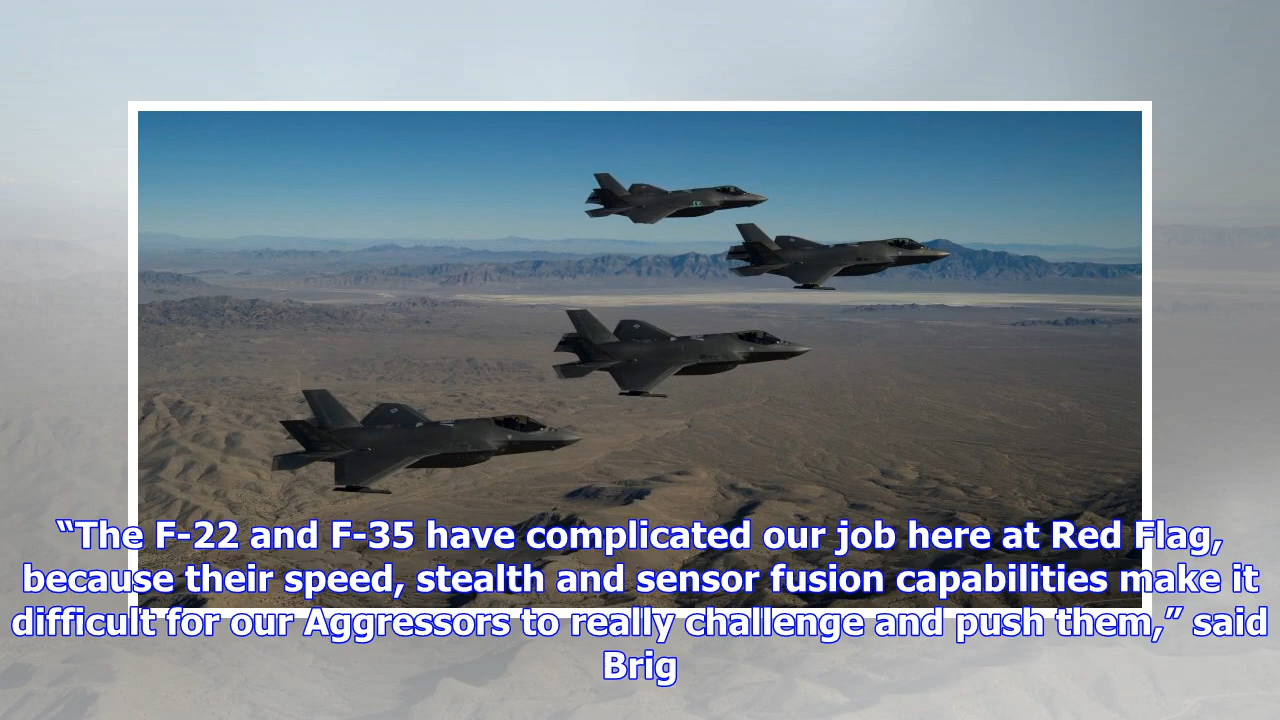 “The F-22 and F-35 have complicated our job here at Red Flag,
because their speed, stealth and sensor fusion capabilities make it
difficult for our Aggressors to really challenge and push them,” said
Brig